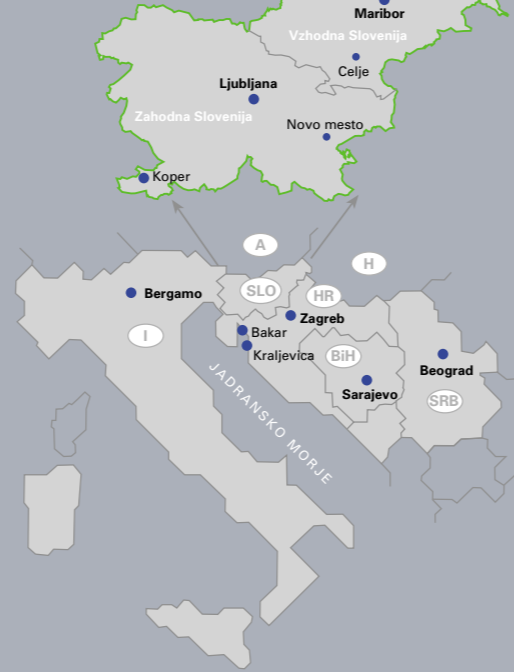 Maribor
Vzhodna Slovenija
Celje
Ljubljana
Zahodna Slovenija
Novo mesto
Koper
A
H
SLO
HR
Bergamo
Zagreb
I
Bakar
Kraljevica
BiH
Beograd
Sarajevo
SRB
JADRANSKO MORJE